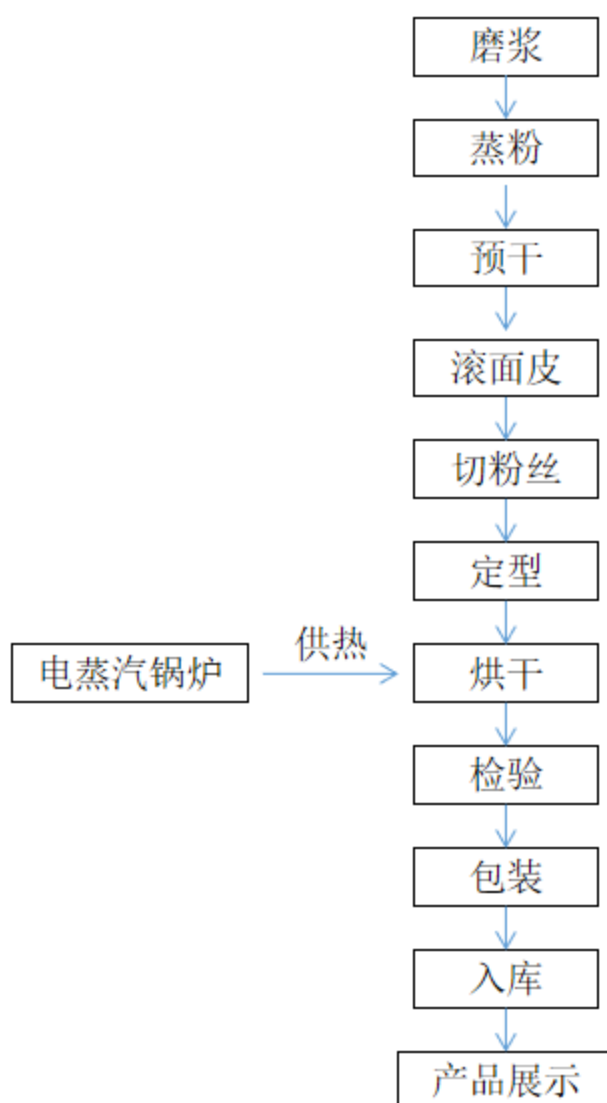 磨浆
蒸粉
预干
滚面皮
切粉丝
定型
供热
电蒸汽锅炉
烘干
检验
包装
入库
产品展示